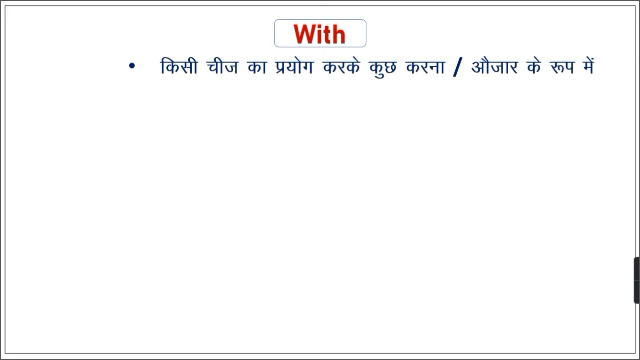 With
• किसी चीज का प्रयोग करके कुछ करना / औजार के रूप में